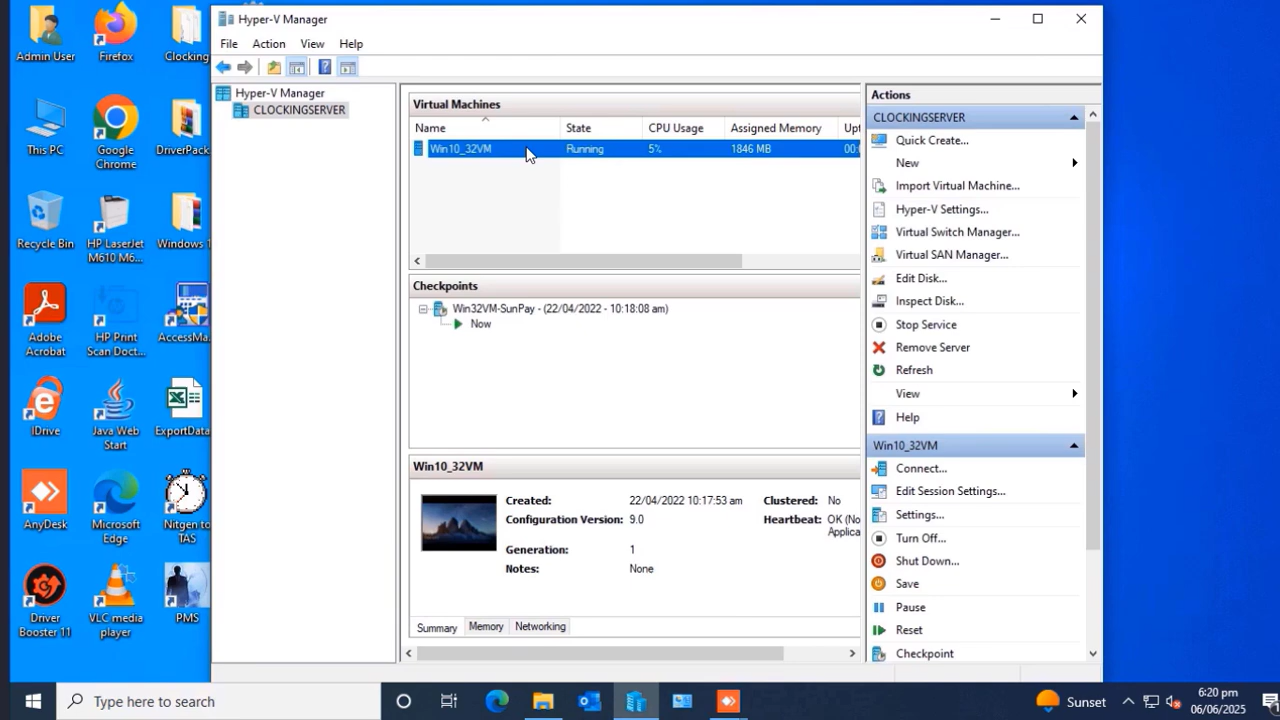 Hyper-V Manager
File Action View Help
Hyper-V Manager
CLOCKINGSERVER
Virtual Machines
Name State CPU Usage Assigned Memory Upt
Win10_32VM Running 5% 1846 MB 00:
Checkpoints
Win32VM-SunPay - (22/04/2022 - 10:18:08 am)
Now
Win10_32VM
Created: 22/04/2022 10:17:53 am Clustered: No
Configuration Version: 9.0 Heartbeat: OK (No
Applica
Generation: 1
Notes: None
Summary Memory Networking
Actions
CLOCKINGSERVER
Quick Create...
New
Import Virtual Machine...
Hyper-V Settings...
Virtual Switch Manager...
Virtual SAN Manager...
Edit Disk...
Inspect Disk...
Stop Service
Remove Server
Refresh
View
Help
Win10_32VM
Connect...
Edit Session Settings...
Settings...
Turn Off...
Shut Down...
Save
Pause
Reset
Checkpoint
Admin User
Firefox
Clocking
This PC
Google
Chrome
DriverPack
Recycle Bin
HP LaserJet
M610 M6...
Windows 1
Adobe
Acrobat
HP Print
Scan Doct...
AccessMa
IDrive
Java Web
Start
ExportData
AnyDesk
Microsoft
Edge
Nitgen to
TAS
Driver
Booster 11
VLC media
player
PMS
Type here to search
Sunset
6:20 pm
06/06/2025